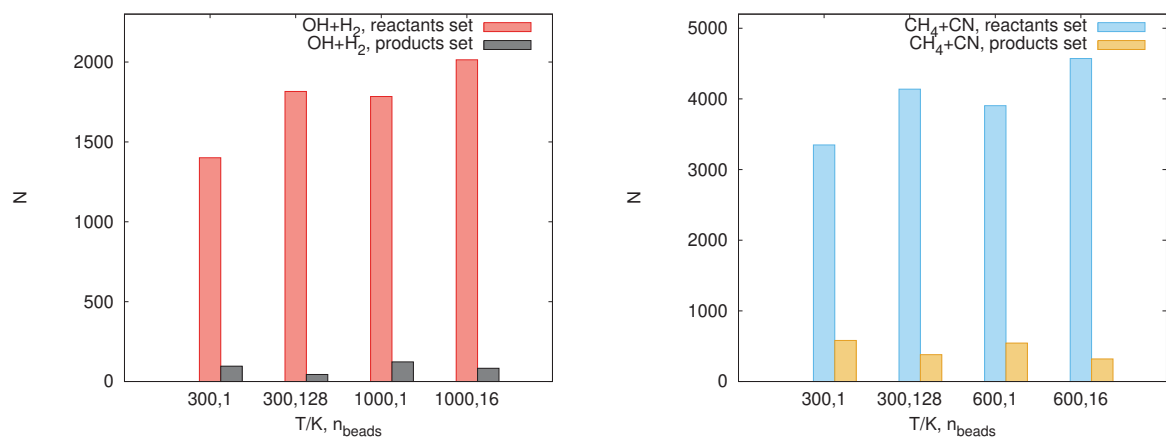 OH+H2, reactants set
OH+H2, products set
2000
1500
1000
500
0
N
300,1 300,128 1000,1 1000,16
T/K, nbeads
CH4+CN, reactants set
CH4+CN, products set
5000
4000
3000
2000
1000
0
N
300,1 300,128 600,1 600,16
T/K, nbeads